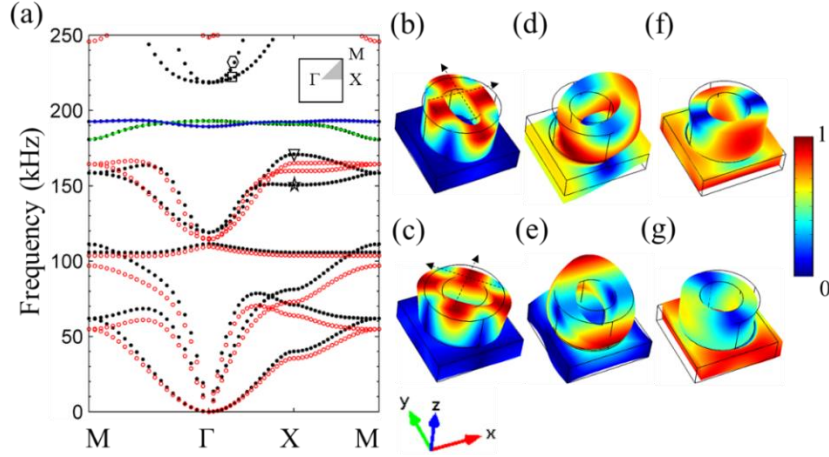 (a)
250
200
150
100
50
0
Frequency (kHz)
M Γ X M
M
Γ X
(b) (d) (f)
(c) (e) (g)
1
0
y z x